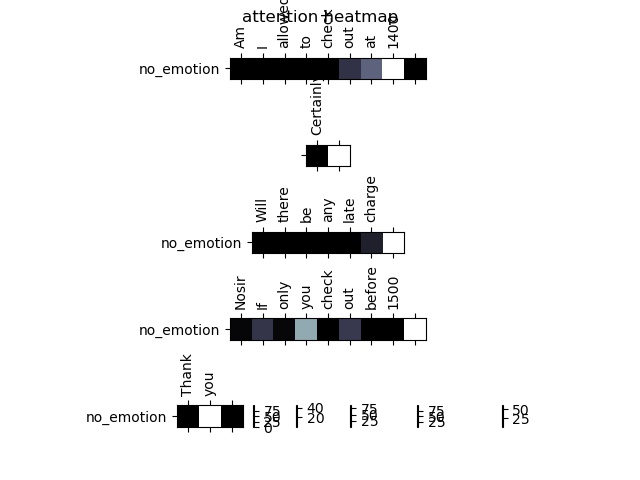 attention heatmap
Am I allowed to check out at 1400
no_emotion
Certainly
Will there be any late charge
no_emotion
Nosir If only you check out before 1500
no_emotion
Thank you
no_emotion
75 50 25 0
40 20
75 50 25
75 50 25
50 25